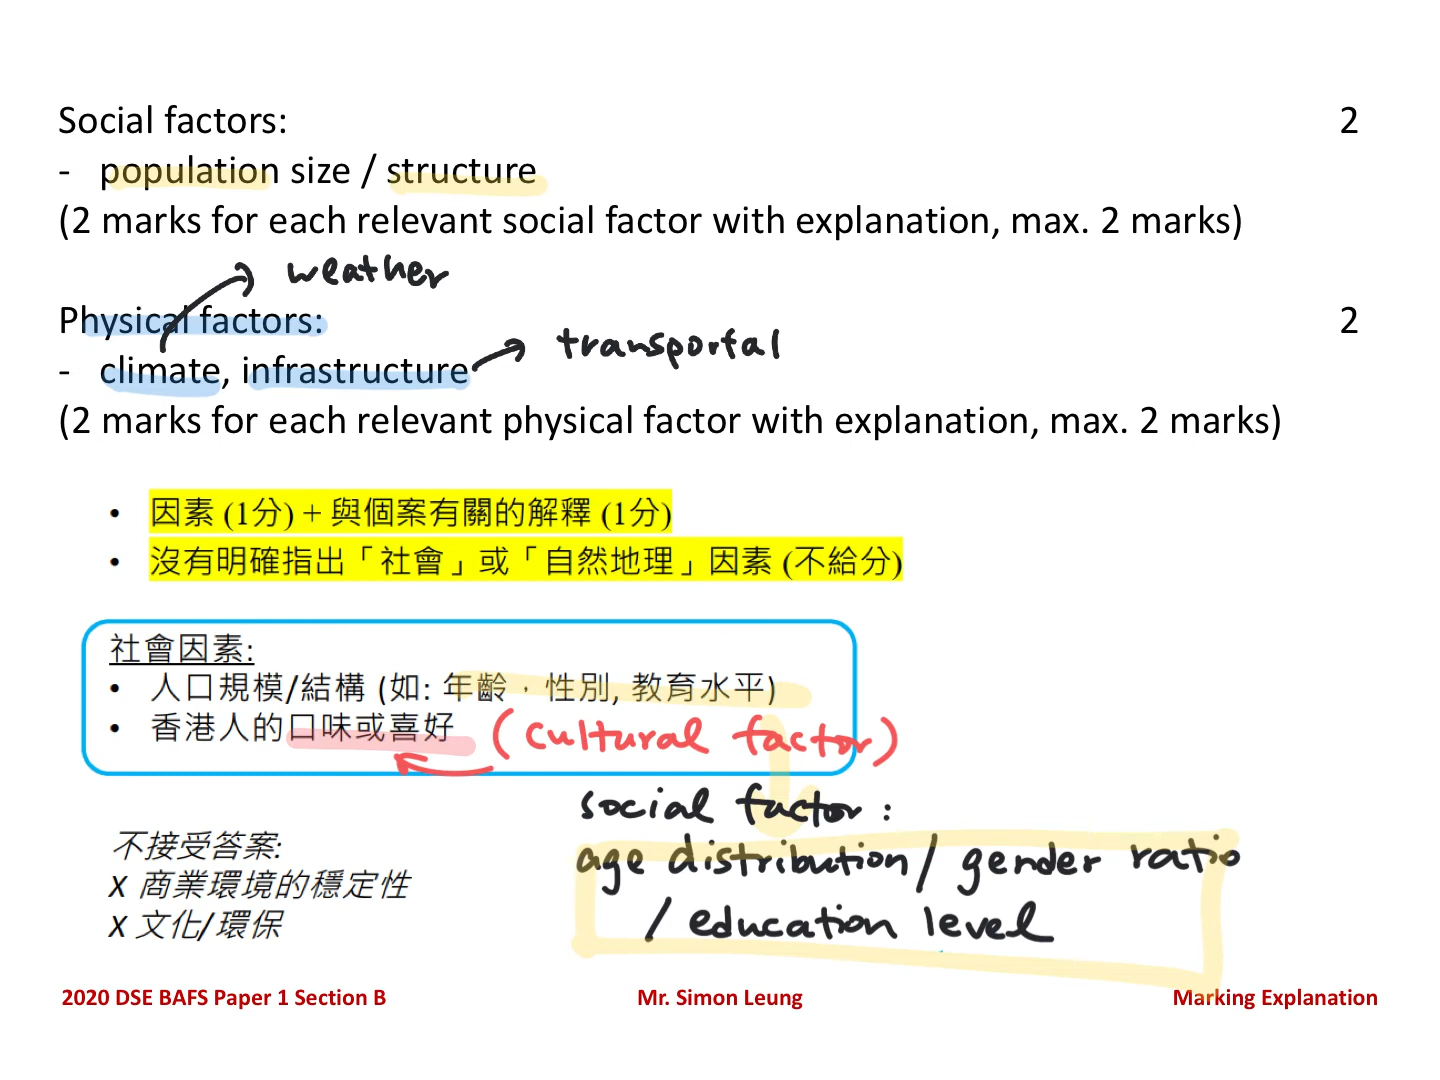 Social factors: 2
- population size / structure
(2 marks for each relevant social factor with explanation, max. 2 marks)
weather
Physical factors: 2
transportal
- climate, infrastructure
(2 marks for each relevant physical factor with explanation, max. 2 marks)
• 因素 (1分) + 與個案有關的解釋 (1分)
• 沒有明確指出「社會」或「自然地理」因素 (不給分)
社會因素:
• 人口規模/結構 (如: 年齡，性別, 教育水平)
• 香港人的口味或喜好 (cultural factor)
social factor:
不接受答案:
age distribution / gender ratio
x 商業環境的穩定性
/ education level
x 文化/環保
2020 DSE BAFS Paper 1 Section B Mr. Simon Leung Marking Explanation